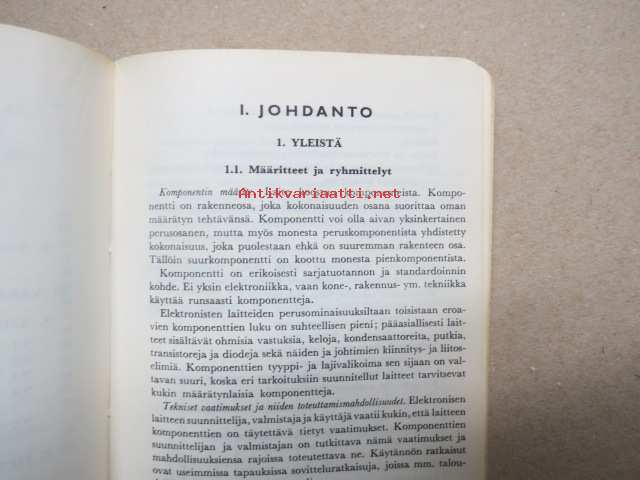 I. JOHDANTO
1. YLEISTÄ
1.1. Määritteet ja ryhmittelyt
Komponentin komponenteista. Kompo-
Antikvariaatti.net
nentti on rakenneosa, joka kokonaisuuden osana suorittaa oman
määrätyn tehtävänsä. Komponentti voi olla aivan yksinkertainen
perusosanen, mutta myös monesta peruskomponentista yhdistetty
kokonaisuus, joka puolestaan ehkä on suuremman rakenteen osa.
Tällöin suurkomponentti on koottu monesta pienkomponentista.
Komponentti on erikoisesti sarjatuotannon ja standardoinnin
kohde. Ei yksin elektroniikka, vaan kone-, rakennus- ym. tekniikka
käyttää runsaasti komponentteja.
Elektronisten laitteiden perusominaisuuksiltaan toisistaan eroa-
vien komponenttien luku on suhteellisen pieni; pääasiallisesti lait-
teet sisältävät ohmisia vastuksia, keloja, kondensaattoreita, putkia,
transistoreja ja diodeja sekä näiden ja johtimien kiinnitys- ja liitos-
elimiä. Komponenttien tyyppi- ja lajivalikoima sen sijaan on val-
tavan suuri, koska eri tarkoituksiin suunnitellut laitteet tarvitsevat
kukin määrätynlaisia komponentteja.
Tekniset vaatimukset ja niiden toteuttamismahdollisuudet. Elektronisen
laitteen suunnittelija, valmistaja ja käyttäjä vaatii kukin, että laitteen
komponenttien on täytettävä tietyt vaatimukset. Komponenttien
suunnittelijan ja valmistajan on tutkittava nämä vaatimukset ja
mahdollisuuksiensa rajoissa toteutettava ne. Käytännön ratkaisut
ovat useimmissa tapauksissa sovitteluratkaisuja, joissa mm. talou-